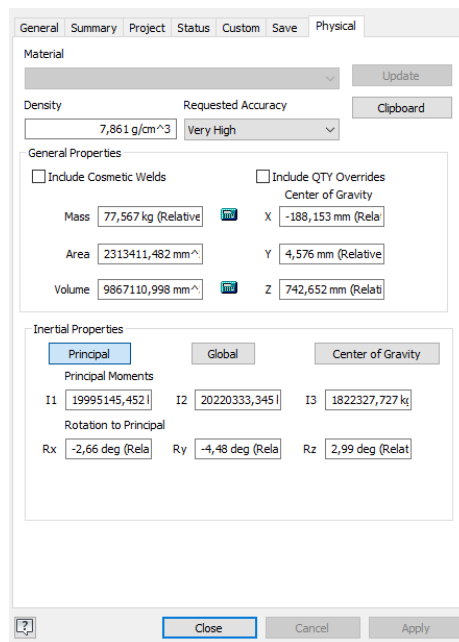 General Summary Project Status Custom Save Physical
Material
Update
Density Requested Accuracy
Clipboard
7,861 g/cm^3 Very High
General Properties
Include Cosmetic Welds Include QTY Overrides
Center of Gravity
Mass 77,567 kg (Relative X -188,153 mm (Rela
Area 2313411,482 mm^ Y 4,576 mm (Relative
Volume 9867110,998 mm^ Z 742,652 mm (Relati
Inertial Properties
Principal Global Center of Gravity
Principal Moments
I1 19995145,452 I2 20220333,345 I3 1822327,727 kg
Rotation to Principal
Rx -2,66 deg (Rela Ry -4,48 deg (Rela Rz 2,99 deg (Relat
? Close Cancel Apply